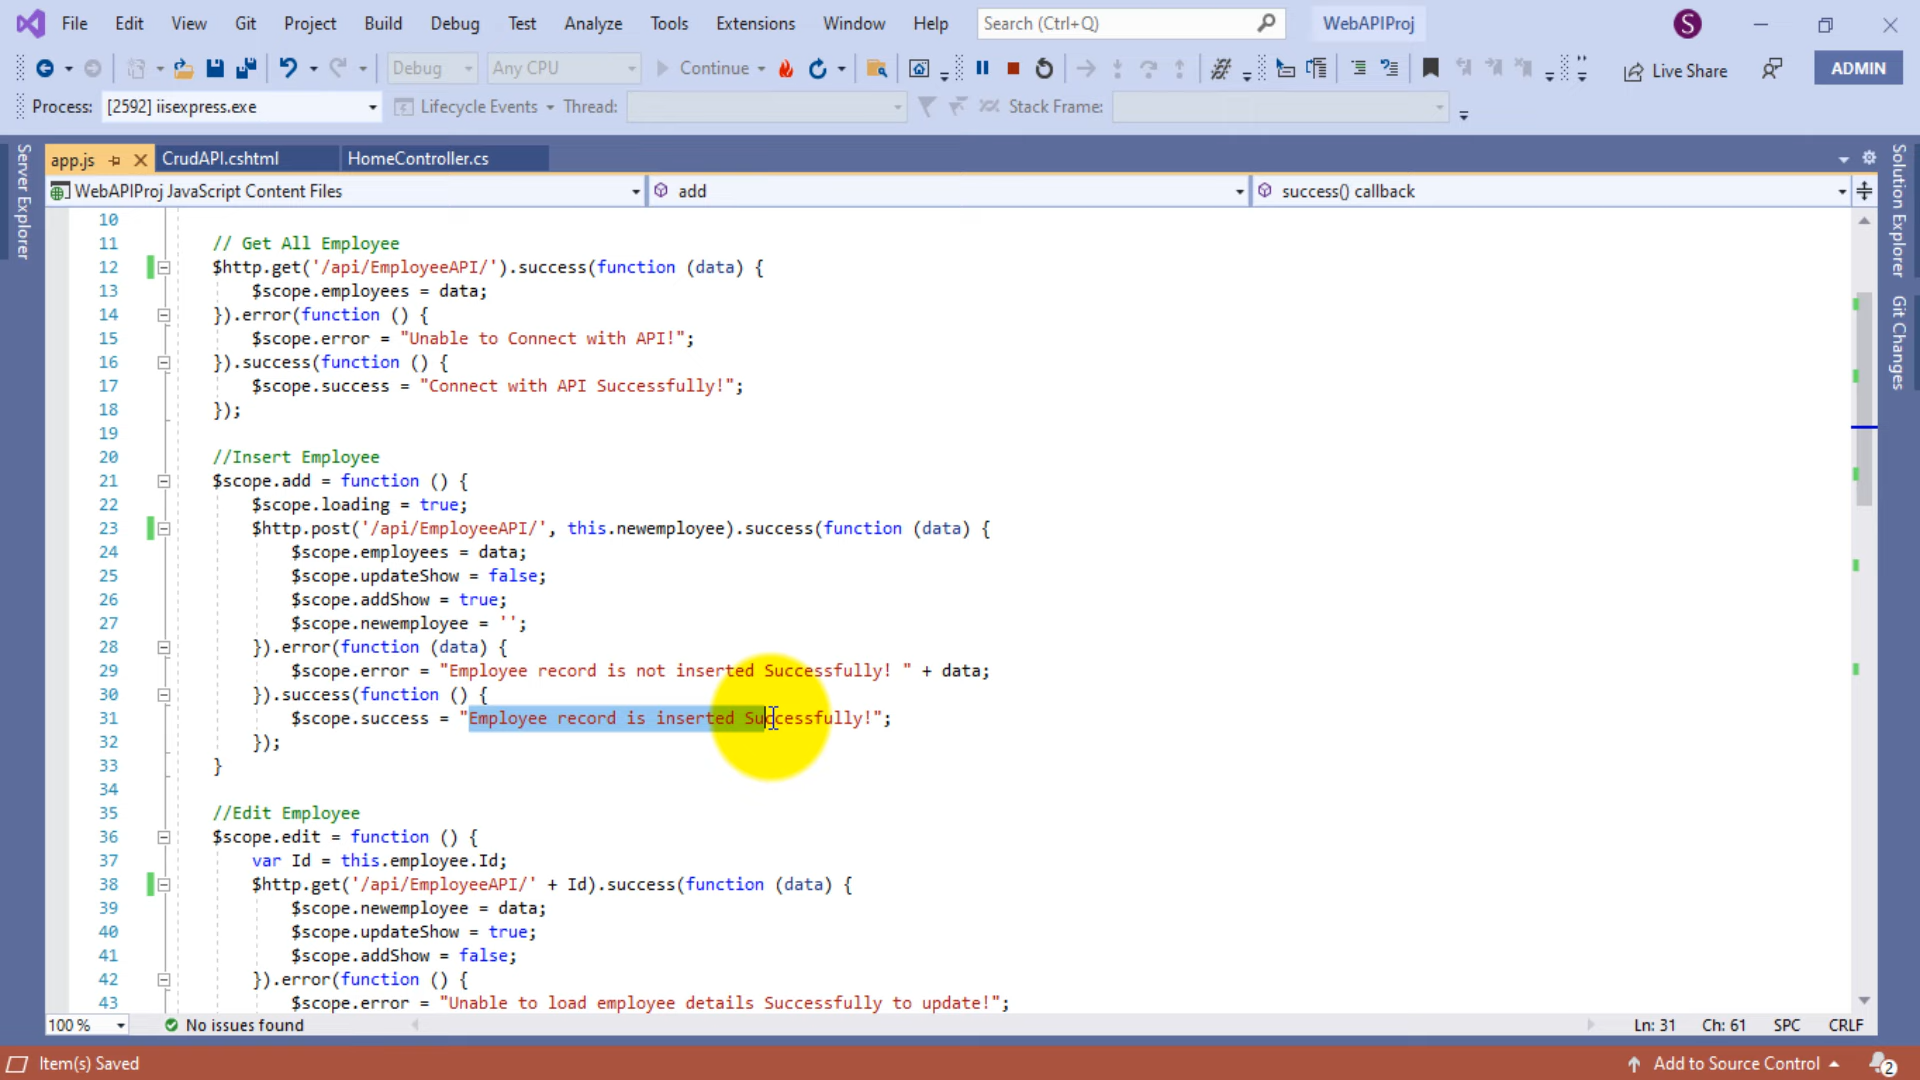 File Edit View Git Project Build Debug Test Analyze Tools Extensions Window Help Search (Ctrl+Q) WebAPIProj S
Debug Any CPU Continue Live Share ADMIN
Process: [2592] iisexpress.exe Lifecycle Events Thread: Stack Frame:
app.js CrudAPI.cshtml HomeController.cs
WebAPIProj JavaScript Content Files add success() callback
Server Explorer
Solution Explorer
Git Changes
10
11 // Get All Employee
12 $http.get('/api/EmployeeAPI/').success(function (data) {
13 $scope.employees = data;
14 }).error(function () {
15 $scope.error = "Unable to Connect with API!";
16 }).success(function () {
17 $scope.success = "Connect with API Successfully!";
18 });
19
20 //Insert Employee
21 $scope.add = function () {
22 $scope.loading = true;
23 $http.post('/api/EmployeeAPI/', this.newemployee).success(function (data) {
24 $scope.employees = data;
25 $scope.updateShow = false;
26 $scope.addShow = true;
27 $scope.newemployee = '';
28 }).error(function (data) {
29 $scope.error = "Employee record is not inserted Successfully! " + data;
30 }).success(function () {
31 $scope.success = "Employee record is inserted Successfully!";
32 });
33 }
34
35 //Edit Employee
36 $scope.edit = function () {
37 var Id = this.employee.Id;
38 $http.get('/api/EmployeeAPI/' + Id).success(function (data) {
39 $scope.newemployee = data;
40 $scope.updateShow = true;
41 $scope.addShow = false;
42 }).error(function () {
43 $scope.error = "Unable to load employee details Successfully to update!";
100 % No issues found Ln: 31 Ch: 61 SPC CRLF
Item(s) Saved Add to Source Control 2